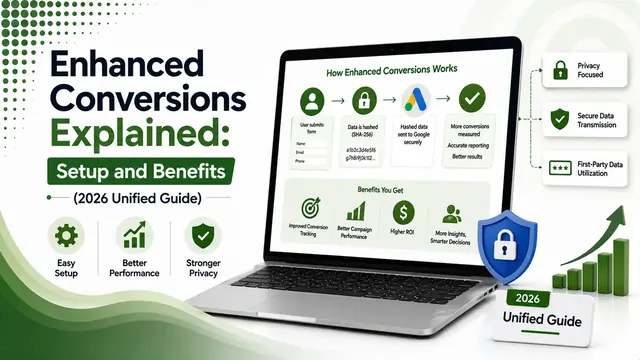 Enhanced
Conversions
Explained:
Setup and Benefits
(2026 Unified Guide)
Easy
Setup
Better
Performance
Stronger
Privacy
How Enhanced Conversions Works
User submits
form
Name
Email
Phone
Data is hashed
(SHA-256)
Hashed data
sent to Google
securely
More
conversions
measured
Accurate reporting
Better results
Benefits You Get
Improved Conversion
Tracking
Better Campaign
Performance
Higher ROI
More Insights,
Smarter Decisions
Privacy
Focused
Secure Data
Transmission
First-Party Data
Utilization
2026
Unified Guide